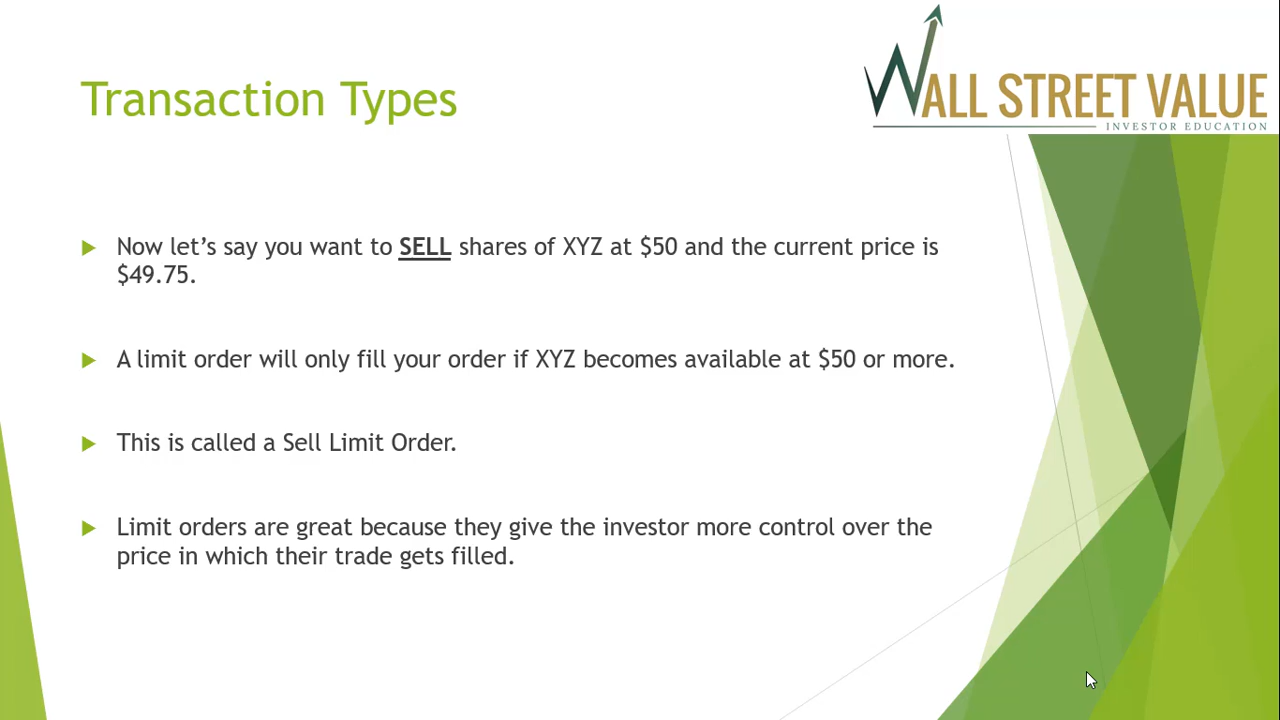 Transaction Types
WALL STREET VALUE
INVESTOR EDUCATION
Now let’s say you want to SELL shares of XYZ at $50 and the current price is
$49.75.
A limit order will only fill your order if XYZ becomes available at $50 or more.
This is called a Sell Limit Order.
Limit orders are great because they give the investor more control over the
price in which their trade gets filled.